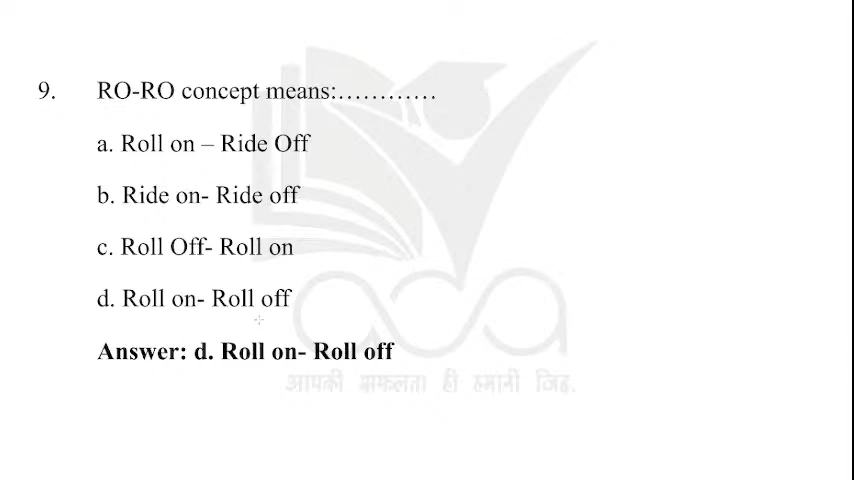 9. RO-RO concept means:…………
a. Roll on – Ride Off
b. Ride on- Ride off
c. Roll Off- Roll on
d. Roll on- Roll off
Answer: d. Roll on- Roll off
आपकी सफलता ही हमारी जिद.